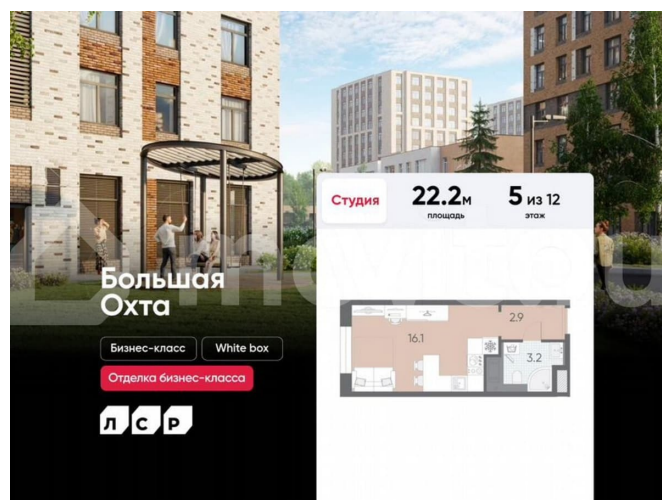 Студия
22.2м
площадь
5 из 12
этаж
Большая
Охта
Бизнес-класс
White box
Отделка бизнес-класса
ЛСР
2.9
16.1
3.2